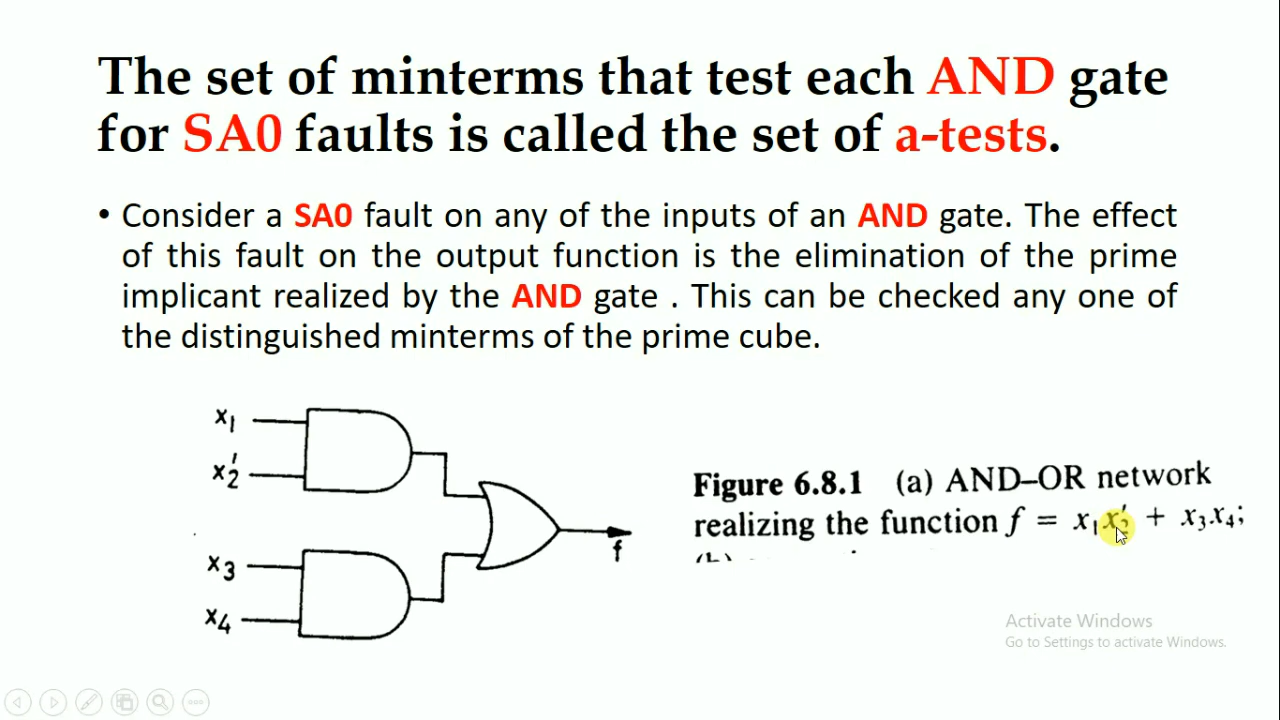 The set of minterms that test each AND gate
for SA0 faults is called the set of a-tests.
• Consider a SA0 fault on any of the inputs of an AND gate. The effect
of this fault on the output function is the elimination of the prime
implicant realized by the AND gate . This can be checked any one of
the distinguished minterms of the prime cube.
x1
x2′
x3
x4
f
Figure 6.8.1 (a) AND–OR network
realizing the function f = x1x2′ + x3x4;
Activate Windows
Go to Settings to activate Windows.